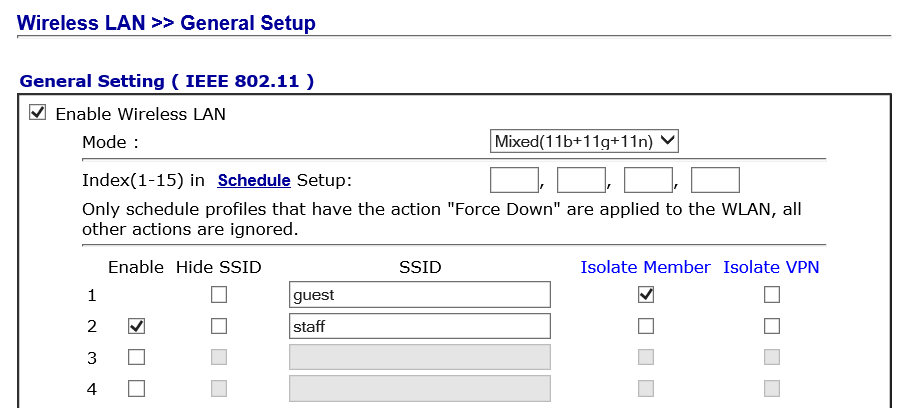 Wireless LAN >> General Setup
General Setting ( IEEE 802.11 )
Enable Wireless LAN
Mode : Mixed(11b+11g+11n)
Index(1-15) in Schedule Setup: , , ,
Only schedule profiles that have the action "Force Down" are applied to the WLAN, all
other actions are ignored.
Enable Hide SSID SSID Isolate Member Isolate VPN
1 guest
2 staff
3
4